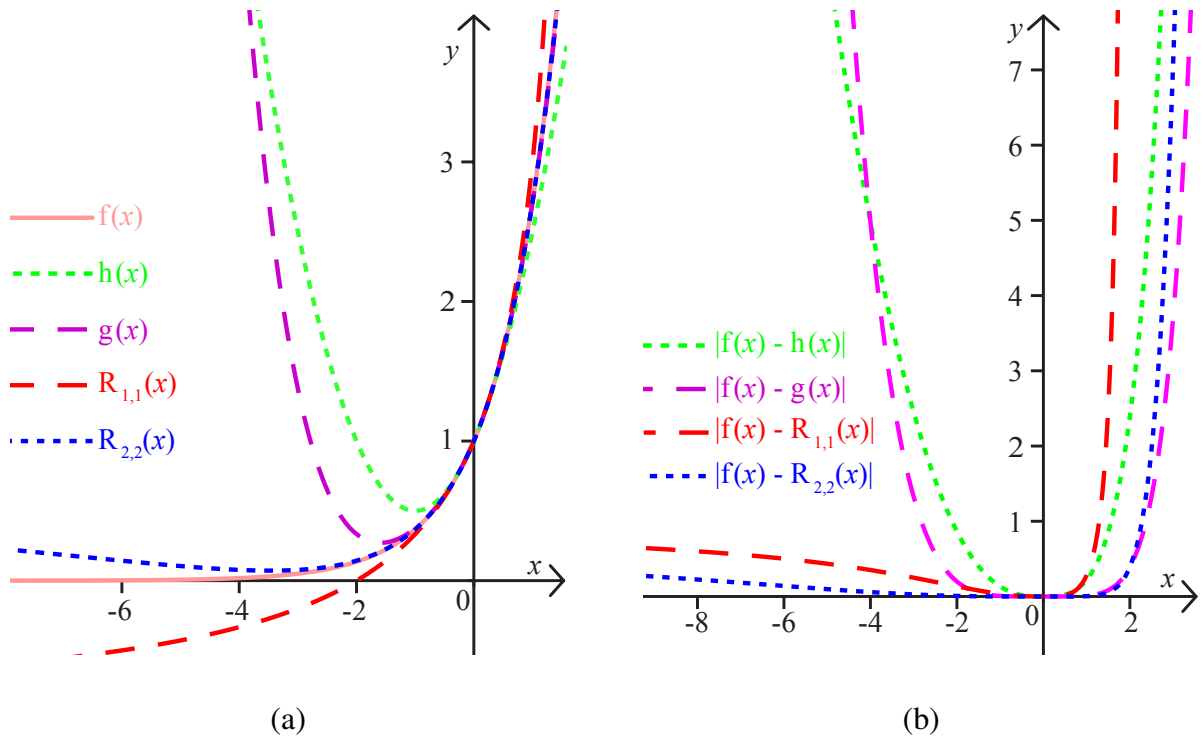 y
3
2
1
f(x)
h(x)
g(x)
R1,1(x)
R2,2(x)
x
-6
-4
-2
0
(a)
y
7
6
5
4
3
2
1
|f(x) - h(x)|
|f(x) - g(x)|
|f(x) - R1,1(x)|
|f(x) - R2,2(x)|
x
-8
-6
-4
-2
0
2
(b)